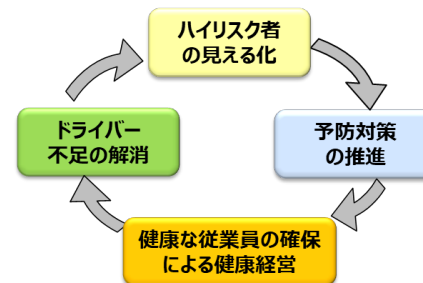 ハイリスク者
の見える化
予防対策
の推進
健康な従業員の確保
による健康経営
ドライバー
不足の解消